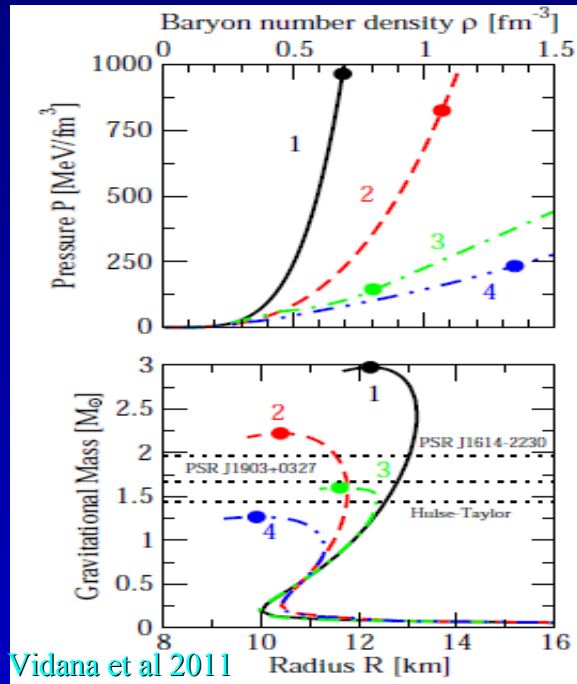 Baryon number density ρ [fm⁻³]
0 0.5 1 1.5
1000
750
500
250
0
Pressure P [MeV/fm³]
1
2
3
4
3
2.5
2
1.5
1
0.5
0
Gravitational Mass [M⊙]
1
2
PSR J1614-2230
PSR J1903+0327
3
Hulse-Taylor
4
8 10 12 14 16
Radius R [km]
Vidana et al 2011